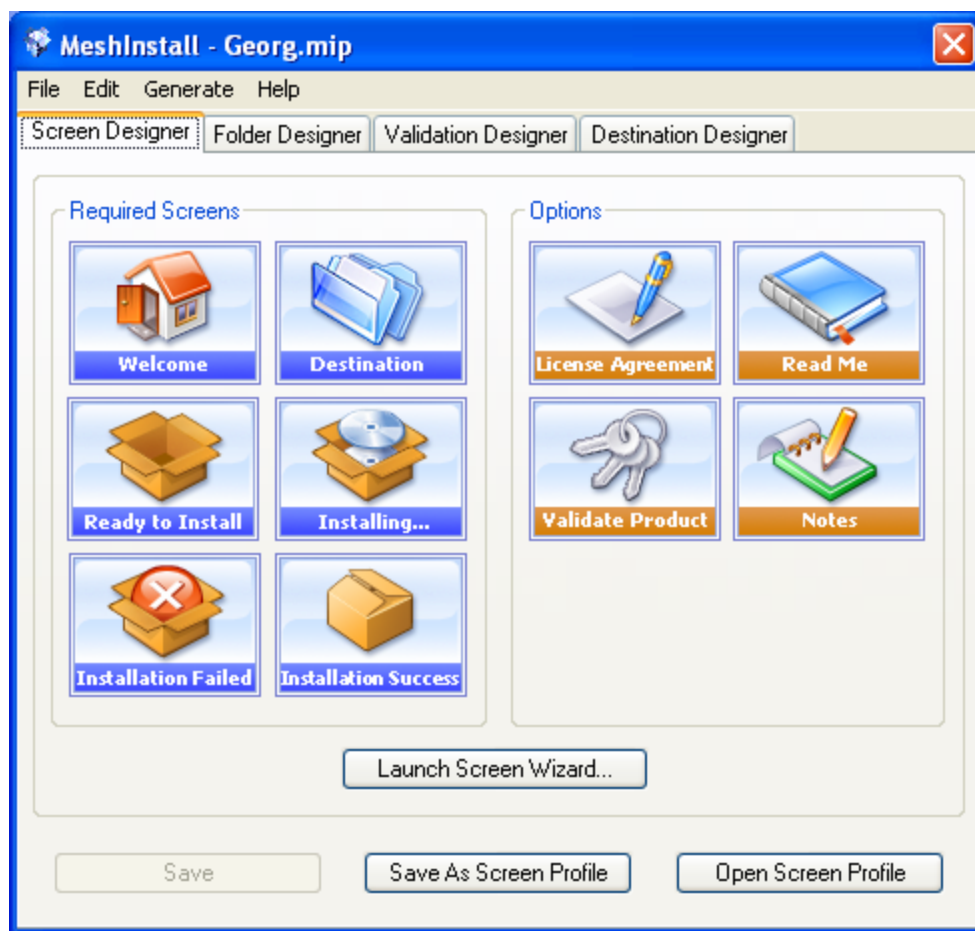 MeshInstall - Georg.mip
File Edit Generate Help
Screen Designer Folder Designer Validation Designer Destination Designer
Required Screens
Options
Welcome
Destination
License Agreement
Read Me
Ready to Install
Installing...
Validate Product
Notes
Installation Failed
Installation Success
Launch Screen Wizard...
Save
Save As Screen Profile
Open Screen Profile